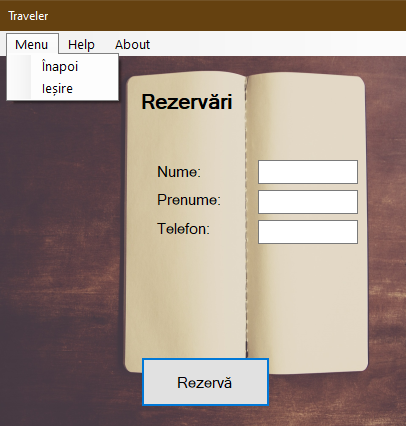 Traveler
Menu Help About
Înapoi
Ieșire
Rezervări
Nume:
Prenume:
Telefon:
Rezervă